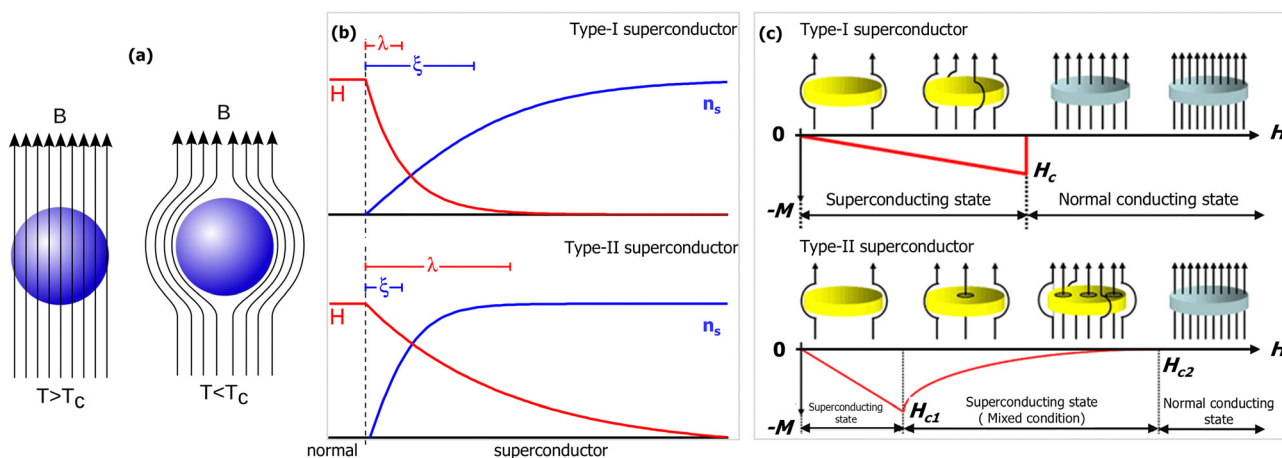 (a)
B
B
T>Tc
T<Tc
(b)
Type-I superconductor
λ
ξ
H
ns
Type-II superconductor
λ
ξ
H
ns
normal
superconductor
(c)
Type-I superconductor
0
H
Hc
-M
Superconducting state
Normal conducting state
Type-II superconductor
0
H
Hc2
Hc1
-M
Superconducting
state
Superconducting state
( Mixed condition)
Normal conducting
state